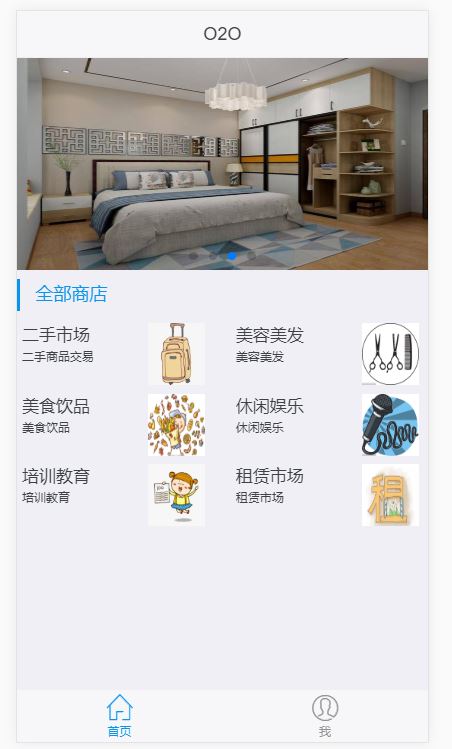 O2O
全部商店
二手市场
二手商品交易
美容美发
美容美发
美食饮品
美食饮品
休闲娱乐
休闲娱乐
培训教育
培训教育
租赁市场
租赁市场
租
首页
我